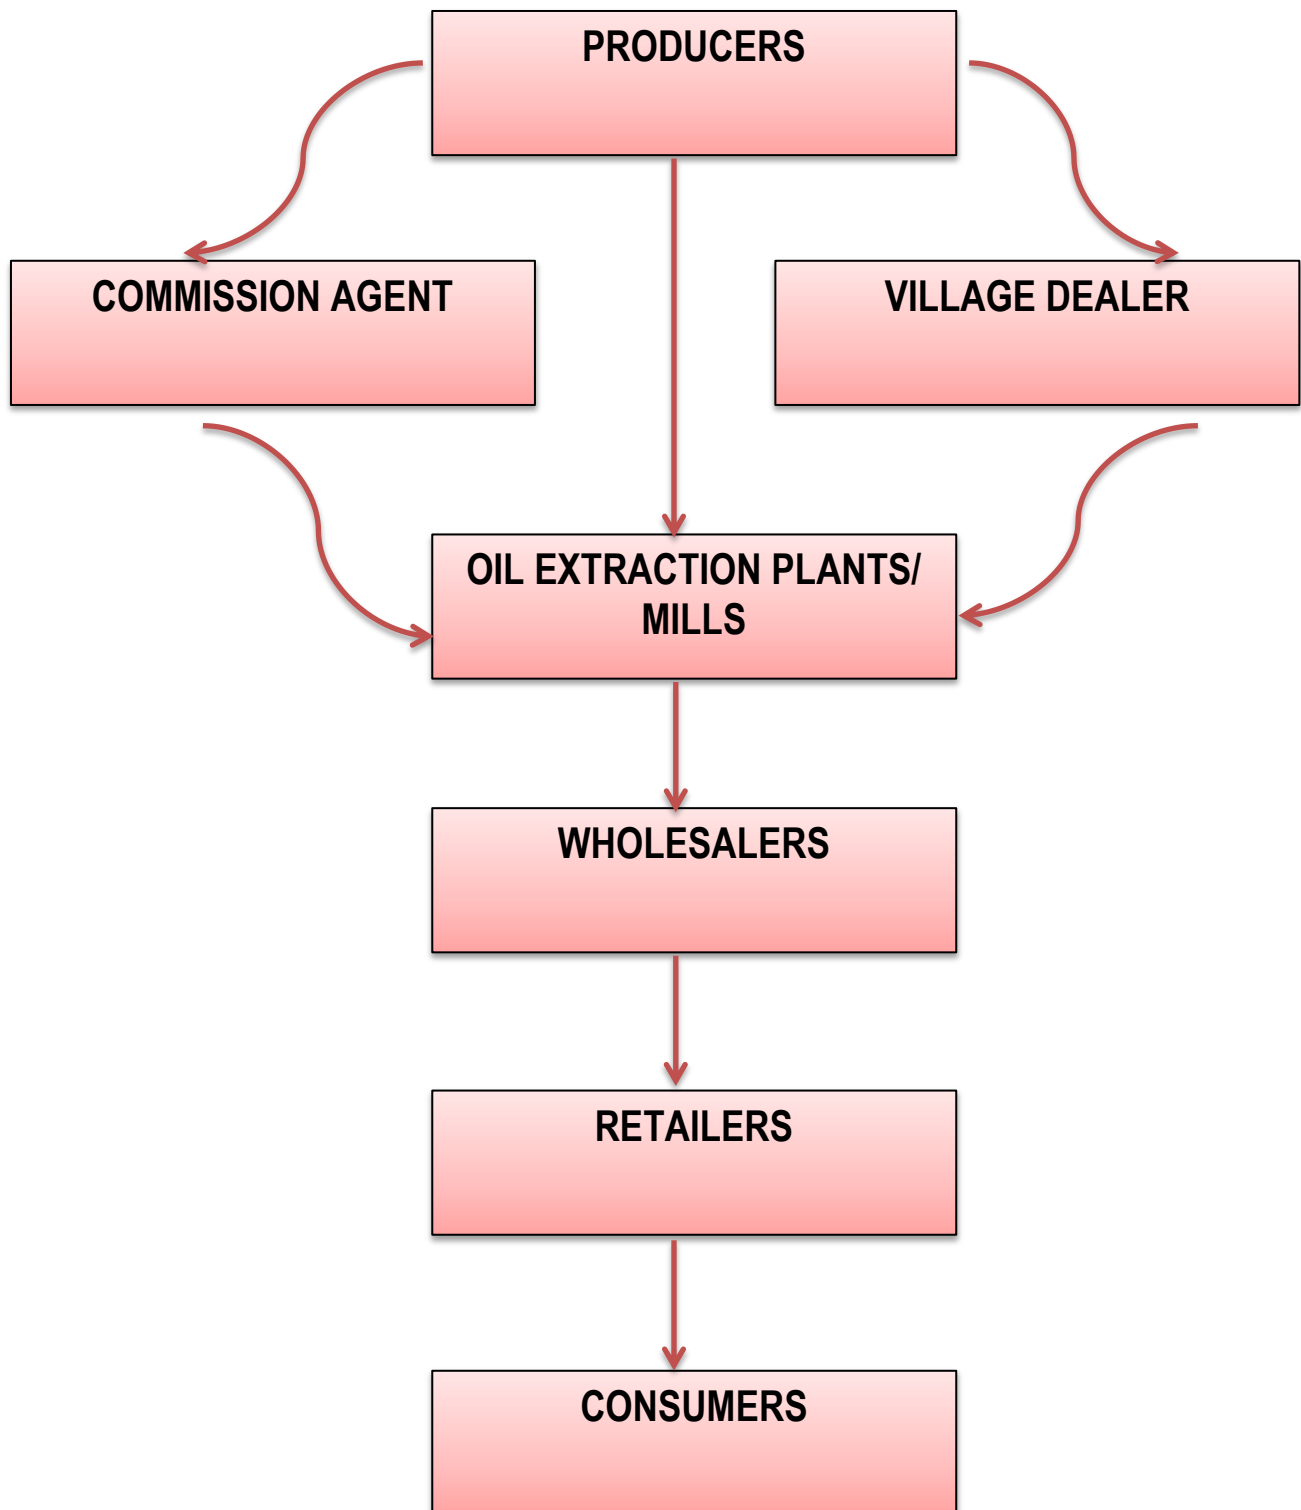 PRODUCERS
COMMISSION AGENT
VILLAGE DEALER
OIL EXTRACTION PLANTS/
MILLS
WHOLESALERS
RETAILERS
CONSUMERS